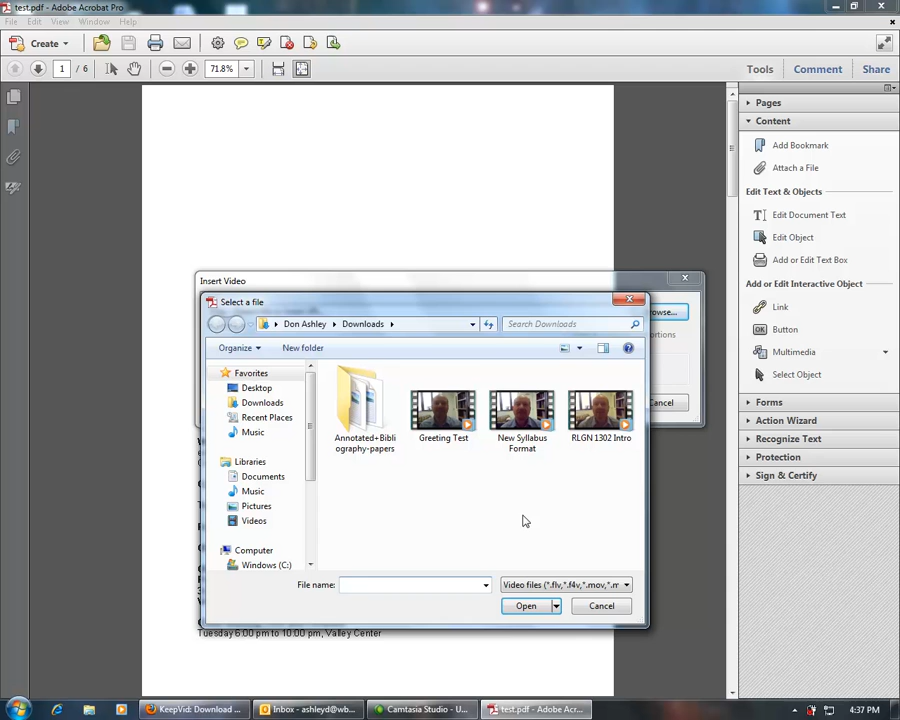 test.pdf - Adobe Acrobat Pro
File Edit View Window Help
Create
1 / 6 71.8% Tools Comment Share
Pages
Content
Add Bookmark
Attach a File
Edit Text & Objects
Edit Document Text
Edit Object
Add or Edit Text Box
Add or Edit Interactive Object
Link
Button
Multimedia
Select Object
Forms
Action Wizard
Recognize Text
Protection
Sign & Certify
Insert Video
Select a file
Don Ashley Downloads Search Downloads
Organize New folder
Favorites
Desktop
Downloads
Recent Places
Music
Libraries
Documents
Music
Pictures
Videos
Computer
Windows (C:)
Annotated+Bibli
ography-papers
Greeting Test
New Syllabus
Format
RLGN 1302 Intro
File name: Video files (*.flv,*.f4v,*.mov,*.m
Open Cancel
Cancel
Tuesday 6:00 pm to 10:00 pm, Valley Center
KeepVid: Download ... Inbox - ashleyd@wb... Camtasia Studio - U... test.pdf - Adobe Acr... 4:37 PM